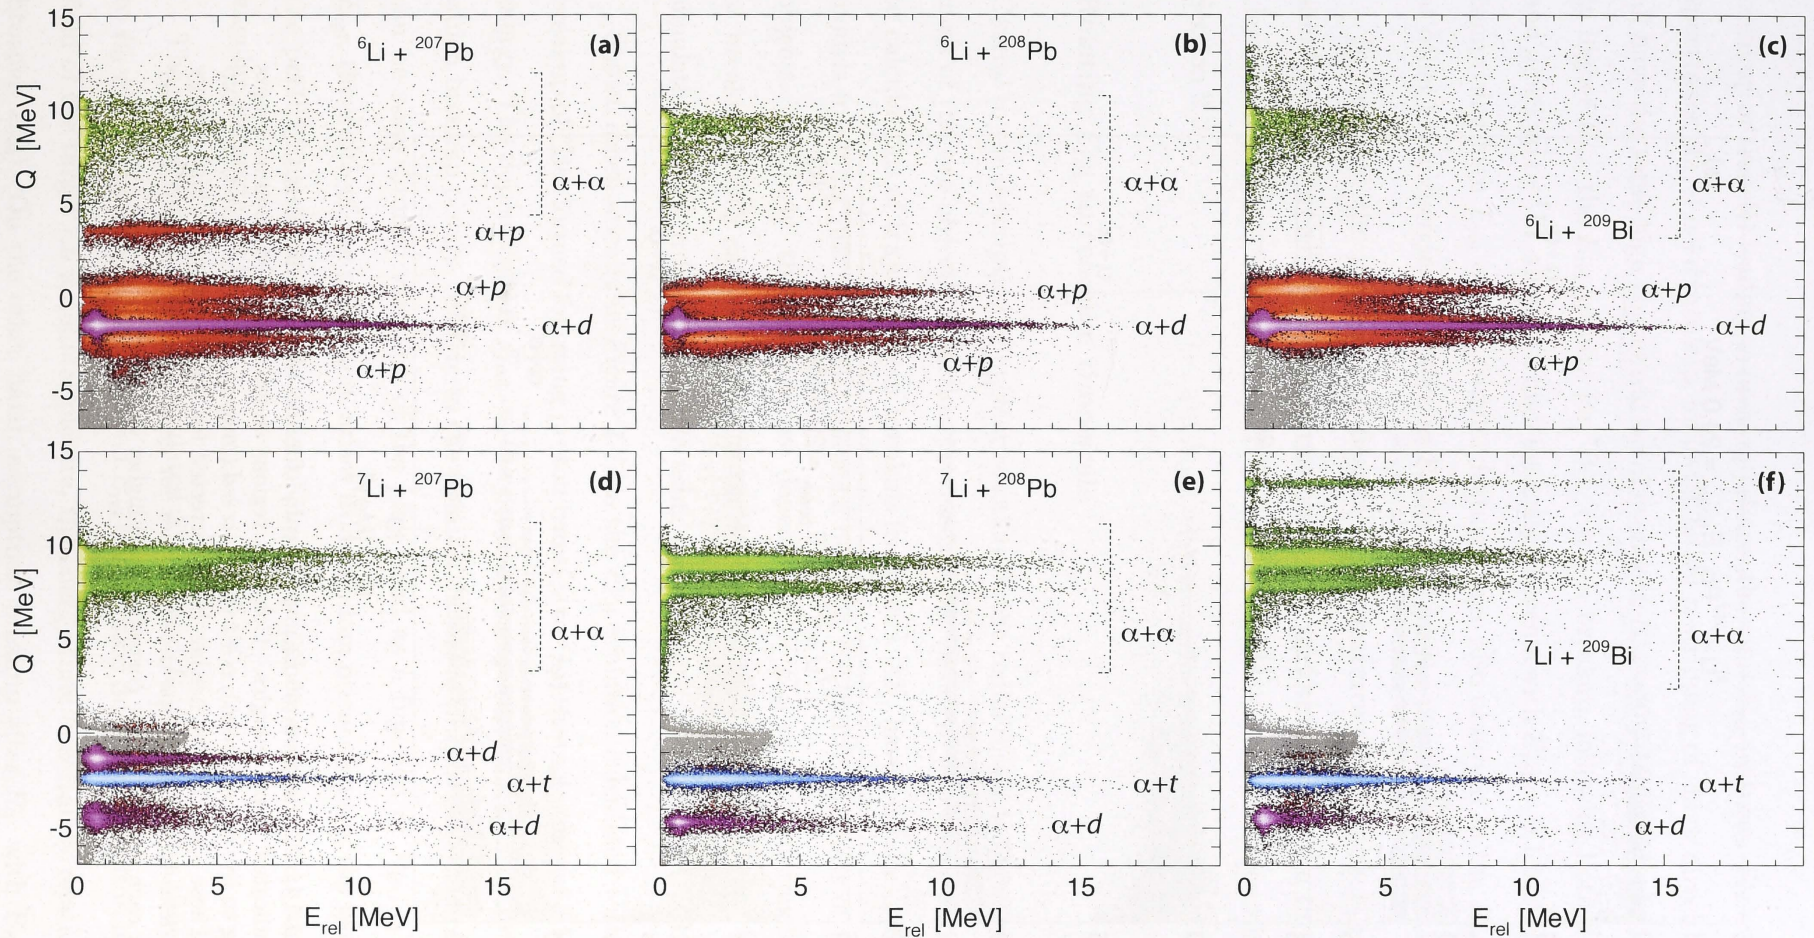 ⁶Li + ²⁰⁷Pb (a)
⁶Li + ²⁰⁸Pb (b)
(c)
15
10
5
0
-5
Q [MeV]
α+α
α+p
α+p
α+d
α+p
α+α
α+p
α+d
α+p
α+α
⁶Li + ²⁰⁹Bi
α+p
α+d
α+p
⁷Li + ²⁰⁷Pb (d)
⁷Li + ²⁰⁸Pb (e)
(f)
15
10
5
0
-5
Q [MeV]
α+α
α+d
α+t
α+d
α+α
α+t
α+d
α+α
⁷Li + ²⁰⁹Bi
α+t
α+d
0 5 10 15
0 5 10 15
0 5 10 15
E_rel [MeV]
E_rel [MeV]
E_rel [MeV]